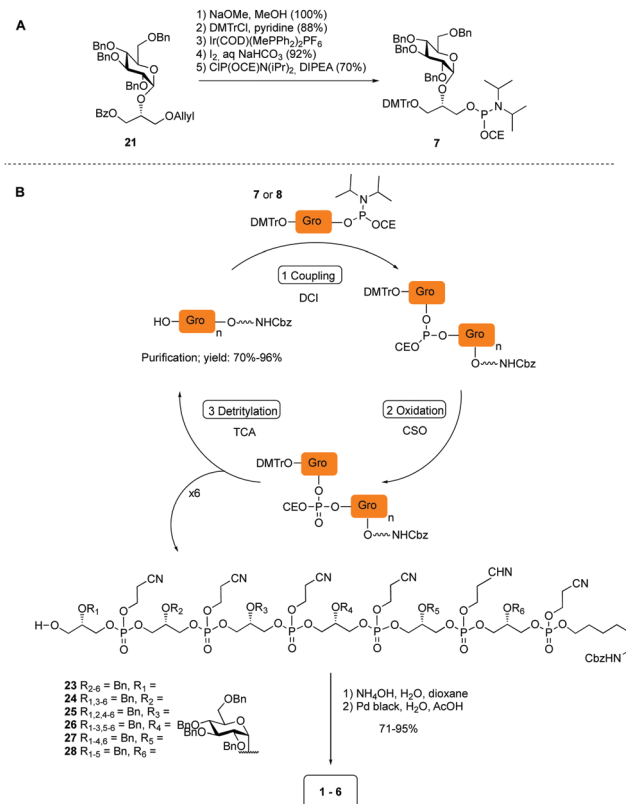 A
1) NaOMe, MeOH (100%)
2) DMTrCl, pyridine (88%)
3) Ir(COD)(MePPh₂)₂PF₆
4) I₂, aq NaHCO₃ (92%)
5) ClP(OCE)N(iPr)₂, DIPEA (70%)
OBn
BnO
BnO
BnO
O
O
BzO
OAllyl
21
OBn
BnO
BnO
BnO
O
O
DMTrO
O
P
N
OCE
7
B
7 or 8
DMTrO
Gro
O
P
N
OCE
1 Coupling
DCI
HO
Gro
n
O
NHCbz
Purification; yield: 70%-96%
DMTrO
Gro
O
P
O
CEO
Gro
n
O
NHCbz
3 Detritylation
TCA
2 Oxidation
CSO
DMTrO
Gro
O
CEO
P
O
O
Gro
n
O
NHCbz
x6
CN CN CN CN CHN CN
OR₁ O OR₂ O OR₃ O OR₄ O OR₅ O OR₆ O
H-O O P O O P O O P O O P O O P O O P O
O O O O O O
CbzHN
23 R₂₋₆ = Bn, R₁ =
24 R₁,₃₋₆ = Bn, R₂ =
25 R₁,₂,₄₋₆ = Bn, R₃ =
26 R₁₋₃,₅₋₆ = Bn, R₄ =
27 R₁₋₄,₆ = Bn, R₅ =
28 R₁₋₅ = Bn, R₆ =
OBn
BnO
BnO
BnO
O
1) NH₄OH, H₂O, dioxane
2) Pd black, H₂O, AcOH
71-95%
1 - 6